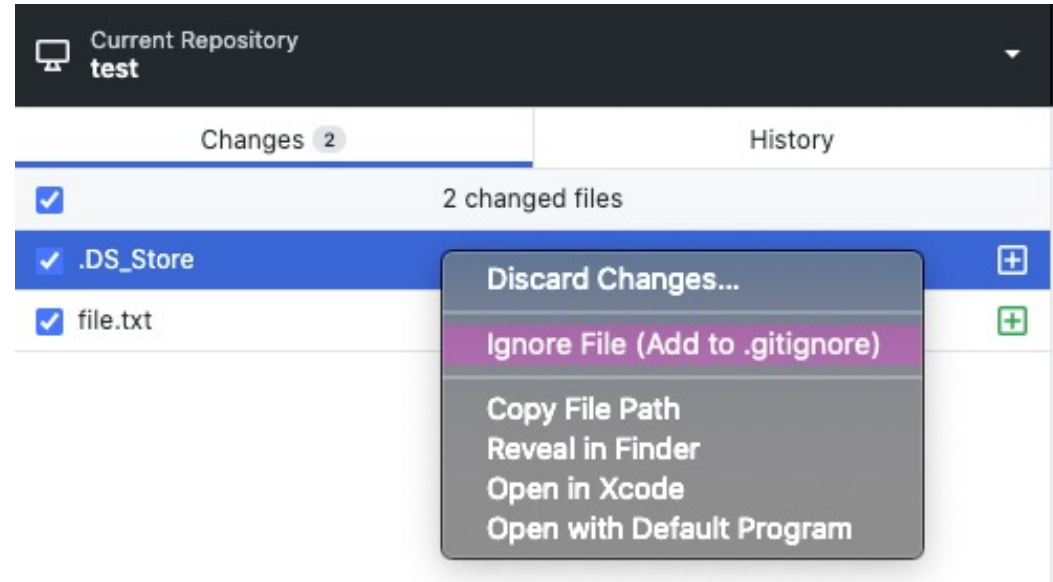 Current Repository
test
Changes 2
History
2 changed files
.DS_Store
file.txt
Discard Changes...
Ignore File (Add to .gitignore)
Copy File Path
Reveal in Finder
Open in Xcode
Open with Default Program